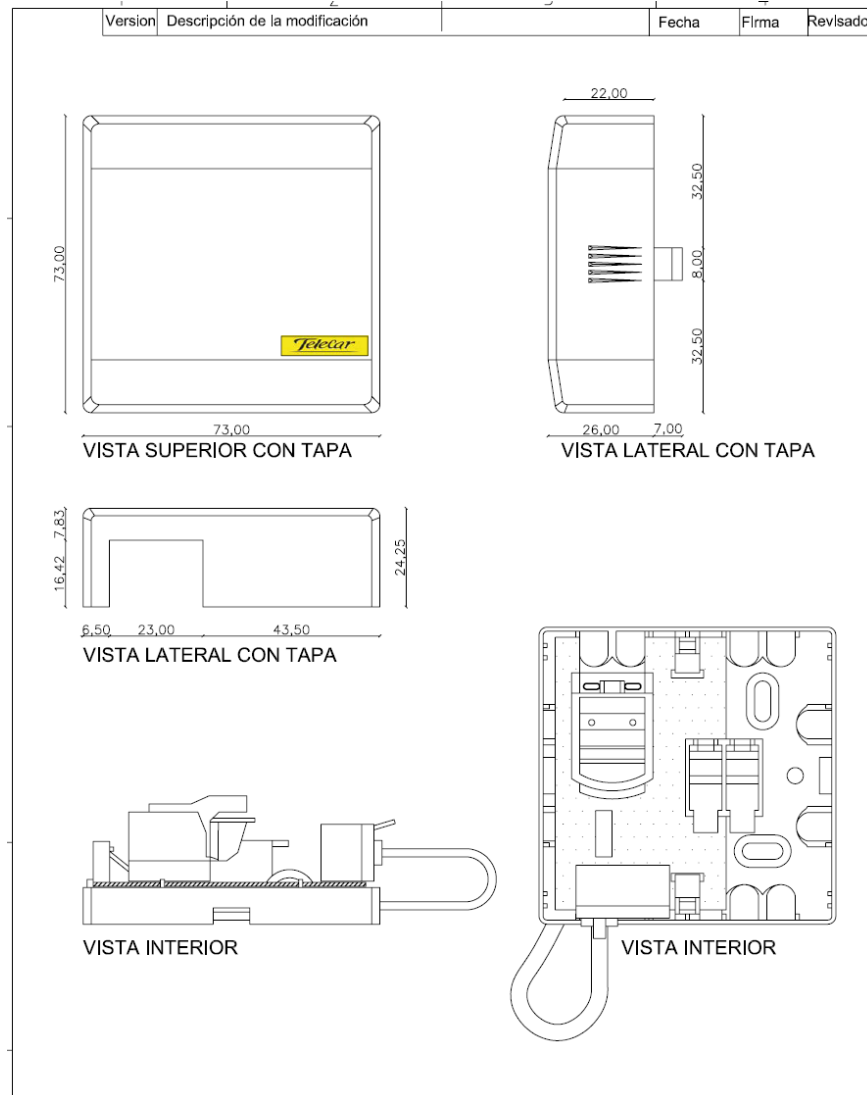 Version Descripción de la modificación Fecha Firma Revisado
22,00
73,00
32,50
8,00
32,50
Telecar
73,00
26,00 7,00
VISTA SUPERIOR CON TAPA
VISTA LATERAL CON TAPA
7,83
16,42
24,25
6,50 23,00 43,50
VISTA LATERAL CON TAPA
VISTA INTERIOR
VISTA INTERIOR